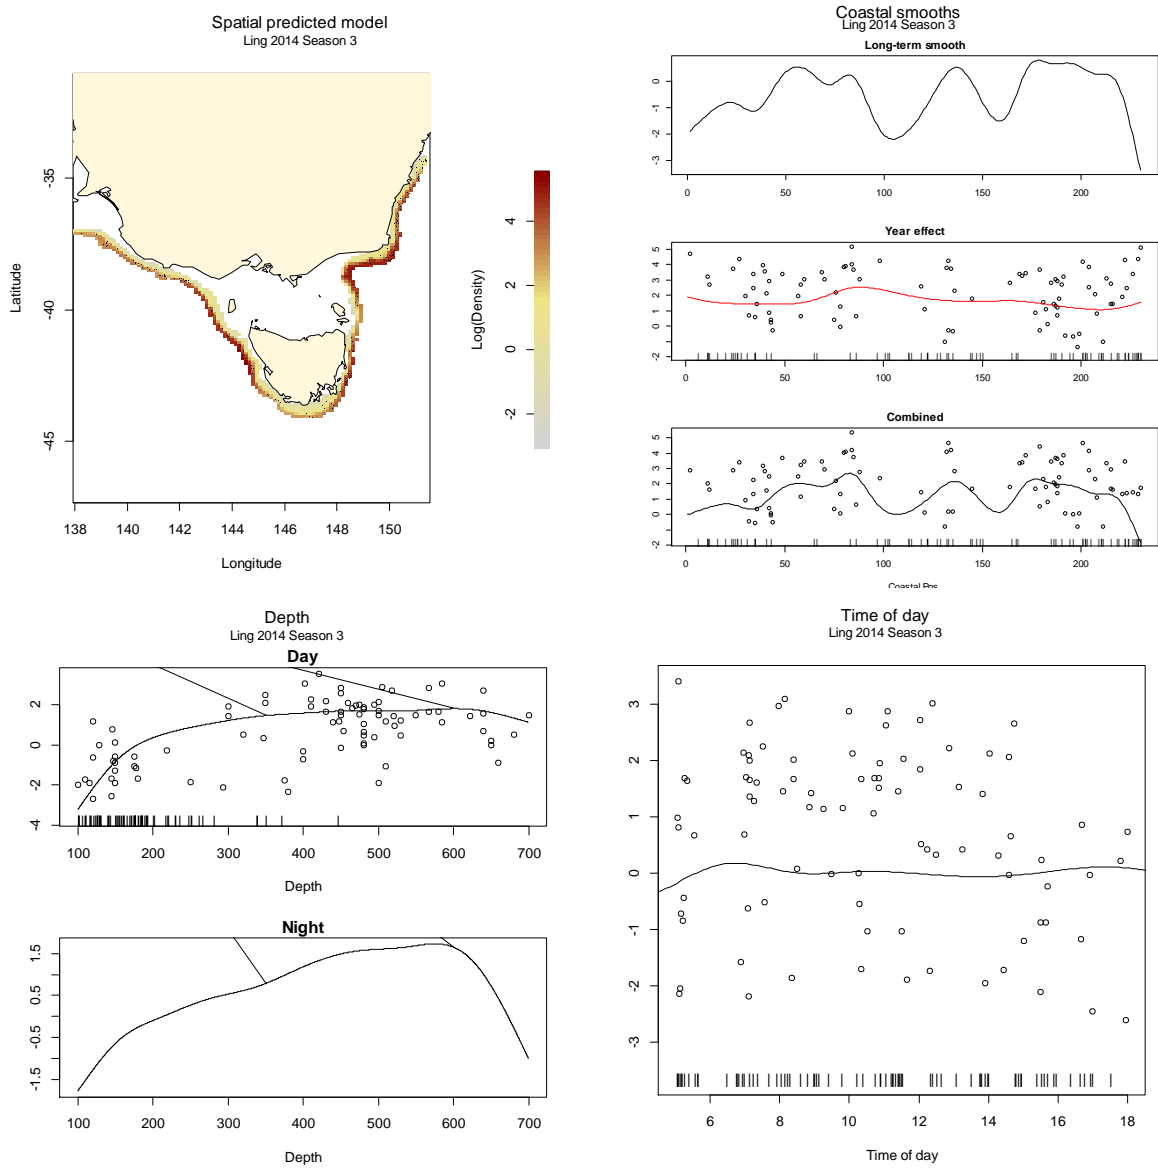 Spatial predicted model
Ling 2014 Season 3
Latitude
-35
-40
-45
138 140 142 144 146 148 150
Longitude
Log(Density)
4
2
0
-2
Coastal smooths
Ling 2014 Season 3
Long-term smooth
0
-1
-2
-3
0 50 100 150 200
Year effect
5
4
3
2
1
0
-2
0 50 100 150 200
Combined
5
4
3
2
1
0
-2
0 50 100 150 200
Coastal Pos
Depth
Ling 2014 Season 3
Day
2
0
-2
-4
100 200 300 400 500 600 700
Depth
Night
1.5
0.5
-0.5
-1.5
100 200 300 400 500 600 700
Depth
Time of day
Ling 2014 Season 3
3
2
1
0
-1
-2
-3
6 8 10 12 14 16 18
Time of day